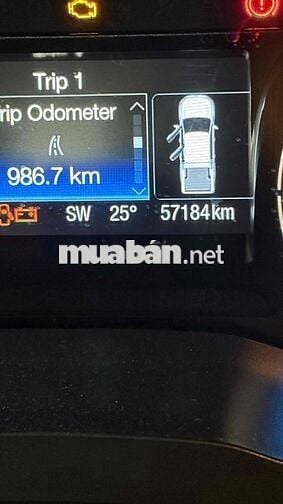 Trip 1
rip Odometer
986.7 km
SW 25° 57184km
muabán.net